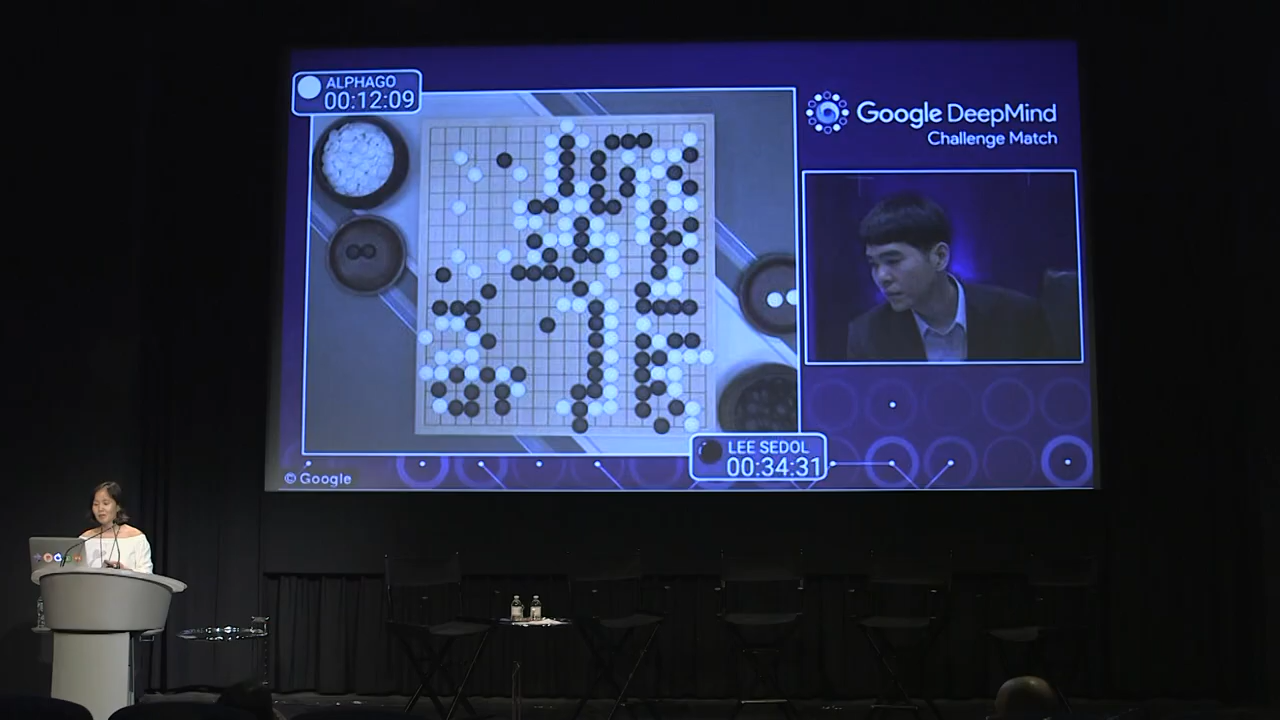 ALPHAGO
00:12:09
Google DeepMind
Challenge Match
LEE SEDOL
00:34:31
© Google